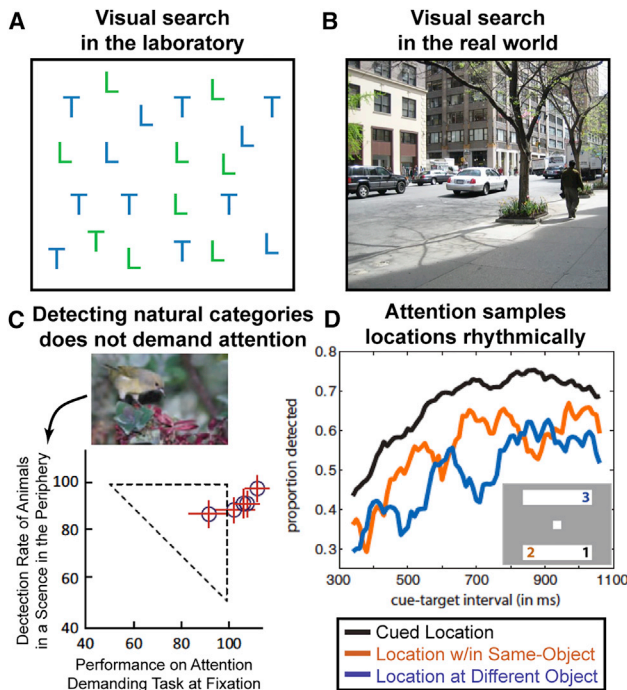 A
Visual search
in the laboratory
L
T
L
T
L
T
L
L
L
L
L
T
T
L
T
T
T
L
T
L
L
B
Visual search
in the real world
C
Detecting natural categories
does not demand attention
Dectection Rate of Animals
in a Scence in the Periphery
100
80
60
40
40
60
80
100
Performance on Attention
Demanding Task at Fixation
D
Attention samples
locations rhythmically
proportion detected
0.8
0.7
0.6
0.5
0.4
0.3
3
2
1
300
500
700
900
1100
cue-target interval (in ms)
Cued Location
Location w/in Same-Object
Location at Different Object